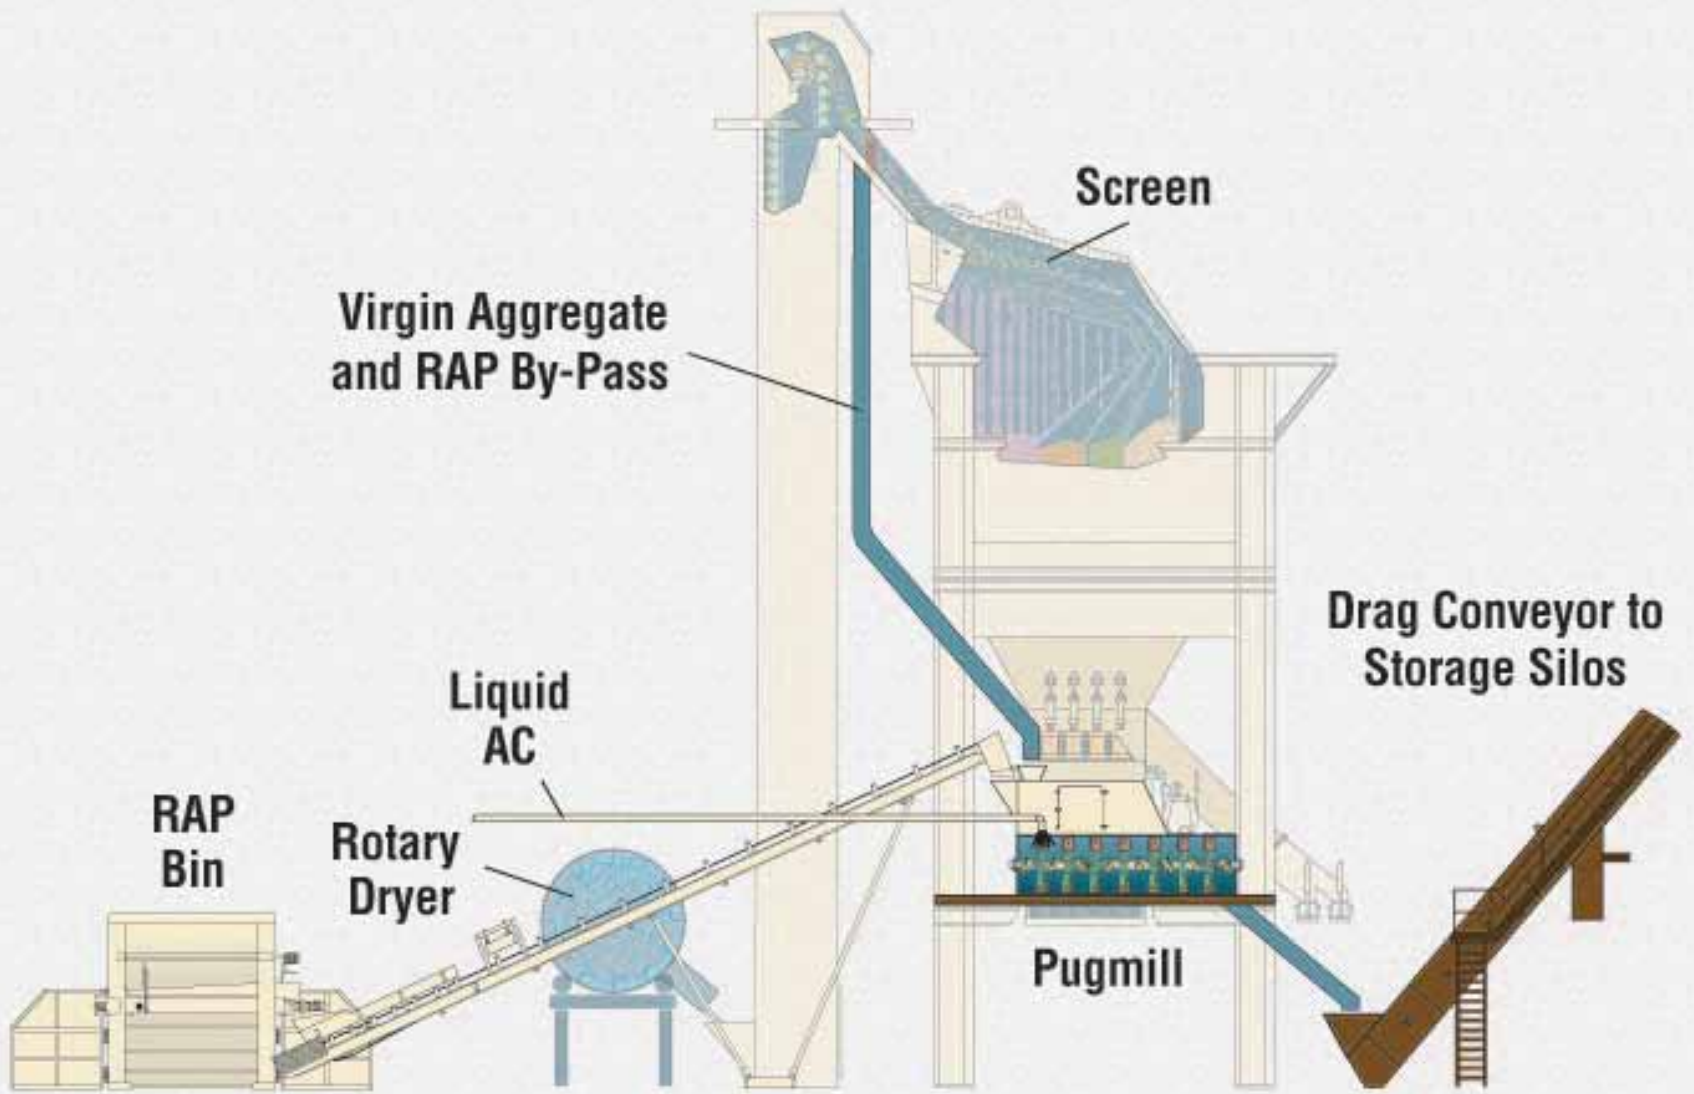 Screen
Virgin Aggregate
and RAP By-Pass
Drag Conveyor to
Storage Silos
Liquid
AC
RAP
Bin
Rotary
Dryer
Pugmill